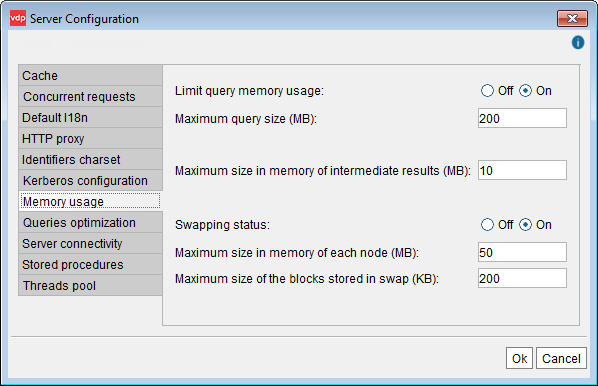 vdp Server Configuration
i
Cache
Concurrent requests
Default I18n
HTTP proxy
Identifiers charset
Kerberos configuration
Memory usage
Queries optimization
Server connectivity
Stored procedures
Threads pool
Limit query memory usage: Off On
Maximum query size (MB): 200
Maximum size in memory of intermediate results (MB): 10
Swapping status: Off On
Maximum size in memory of each node (MB): 50
Maximum size of the blocks stored in swap (KB): 200
Ok Cancel